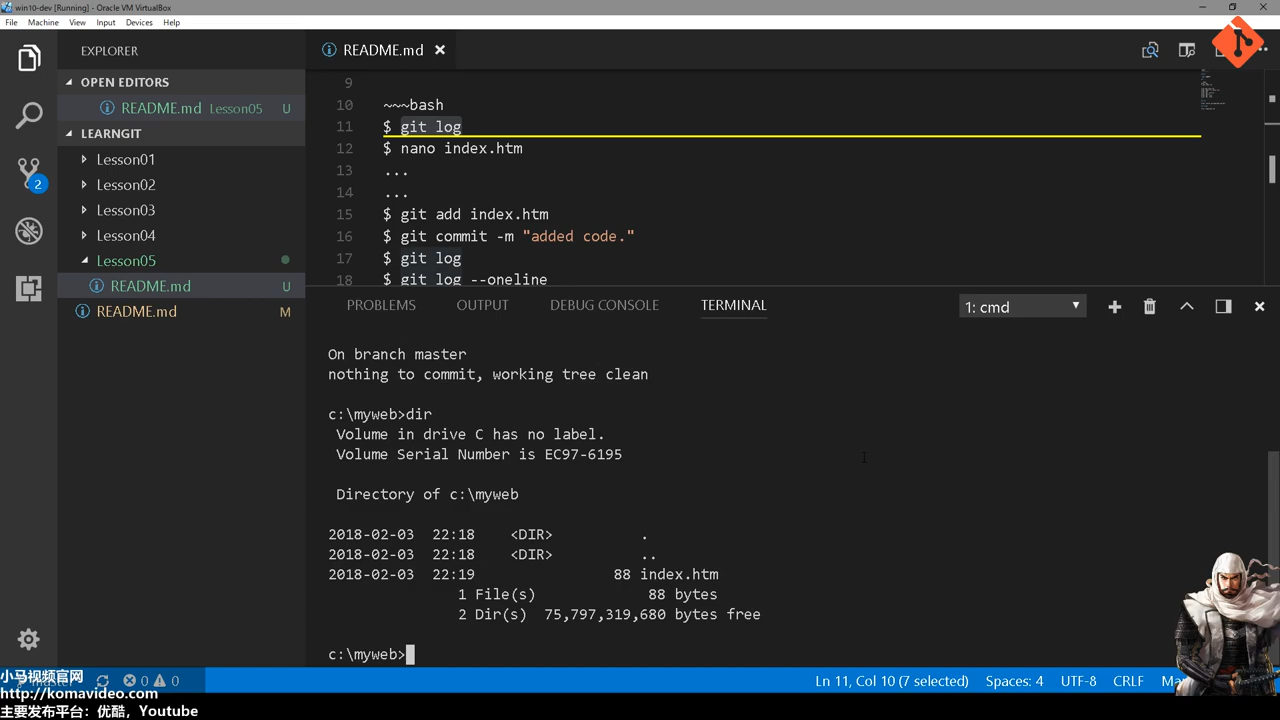 win10-dev [Running] - Oracle VM VirtualBox
File Machine View Input Devices Help
EXPLORER
OPEN EDITORS
README.md Lesson05 U
LEARNGIT
Lesson01
Lesson02
Lesson03
Lesson04
Lesson05
README.md U
README.md M
2
README.md
9
10 ~~~bash
11 $ git log
12 $ nano index.htm
13 ...
14 ...
15 $ git add index.htm
16 $ git commit -m "added code."
17 $ git log
18 $ git log --oneline
PROBLEMS OUTPUT DEBUG CONSOLE TERMINAL 1: cmd
On branch master
nothing to commit, working tree clean
c:\myweb>dir
Volume in drive C has no label.
Volume Serial Number is EC97-6195
Directory of c:\myweb
2018-02-03 22:18 <DIR> .
2018-02-03 22:18 <DIR> ..
2018-02-03 22:19 88 index.htm
1 File(s) 88 bytes
2 Dir(s) 75,797,319,680 bytes free
c:\myweb>
小马视频官网
http://komavideo.com
主要发布平台：优酷，Youtube
0 0 Ln 11, Col 10 (7 selected) Spaces: 4 UTF-8 CRLF